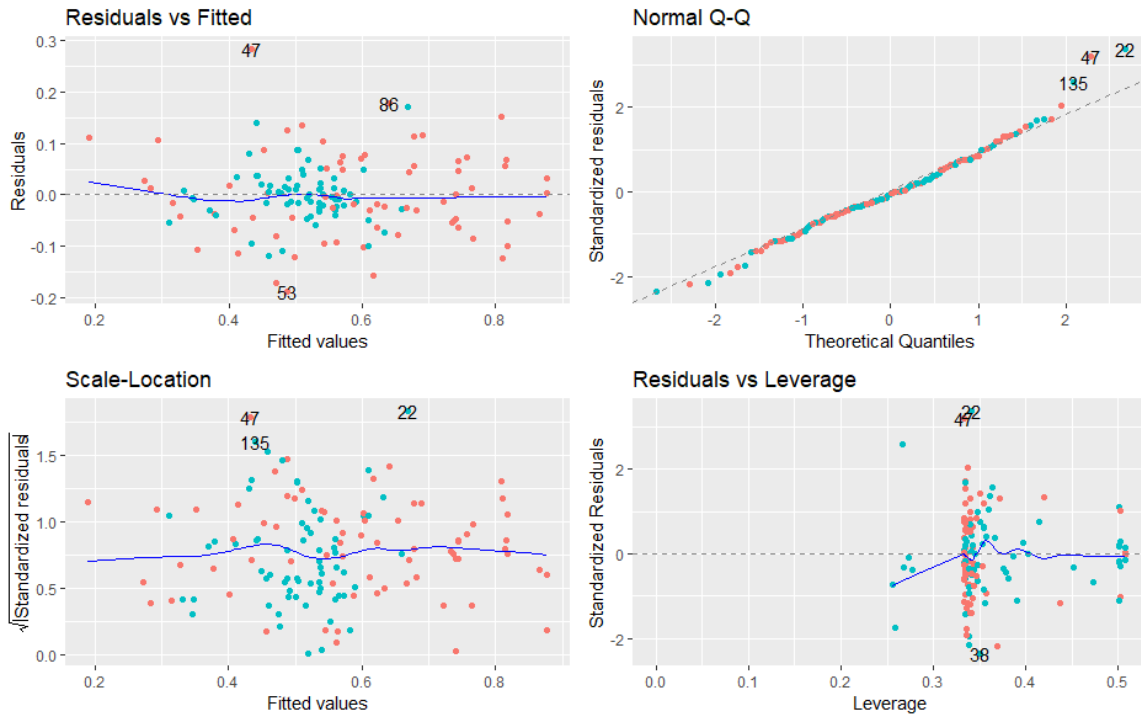 Residuals vs Fitted
Residuals
0.3
0.2
0.1
0.0
-0.1
-0.2
47
86
53
0.2 0.4 0.6 0.8
Fitted values
Normal Q-Q
Standardized residuals
2
0
-2
22
47
135
-2 -1 0 1 2
Theoretical Quantiles
Scale-Location
√|Standardized residuals|
1.5
1.0
0.5
0.0
47
22
135
0.2 0.4 0.6 0.8
Fitted values
Residuals vs Leverage
Standardized Residuals
2
0
-2
22
47
38
0.0 0.1 0.2 0.3 0.4 0.5
Leverage